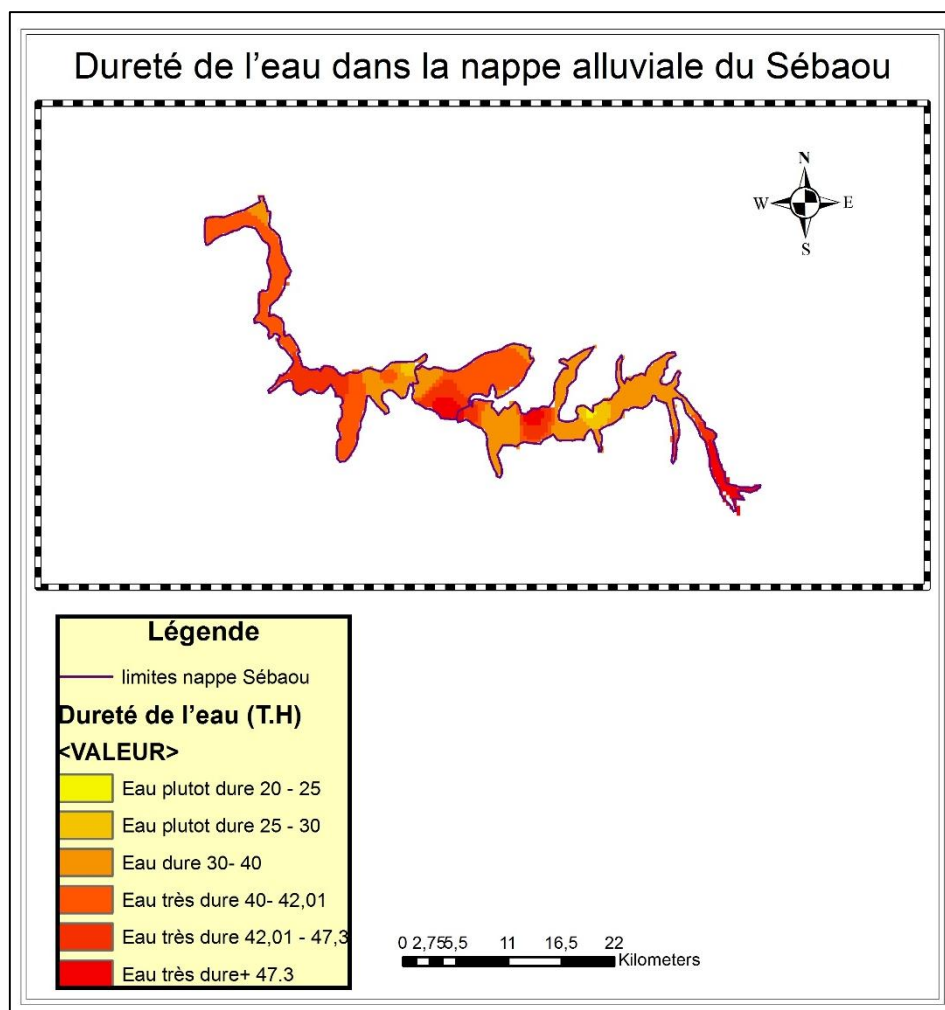 Dureté de l'eau dans la nappe alluviale du Sébaou
N
W E
S
Légende
limites nappe Sébaou
Dureté de l'eau (T.H)
<VALEUR>
Eau plutot dure 20 - 25
Eau plutot dure 25 - 30
Eau dure 30- 40
Eau très dure 40- 42,01
Eau très dure 42,01 - 47,3
Eau très dure+ 47.3
0 2,75 5,5 11 16,5 22
Kilometers